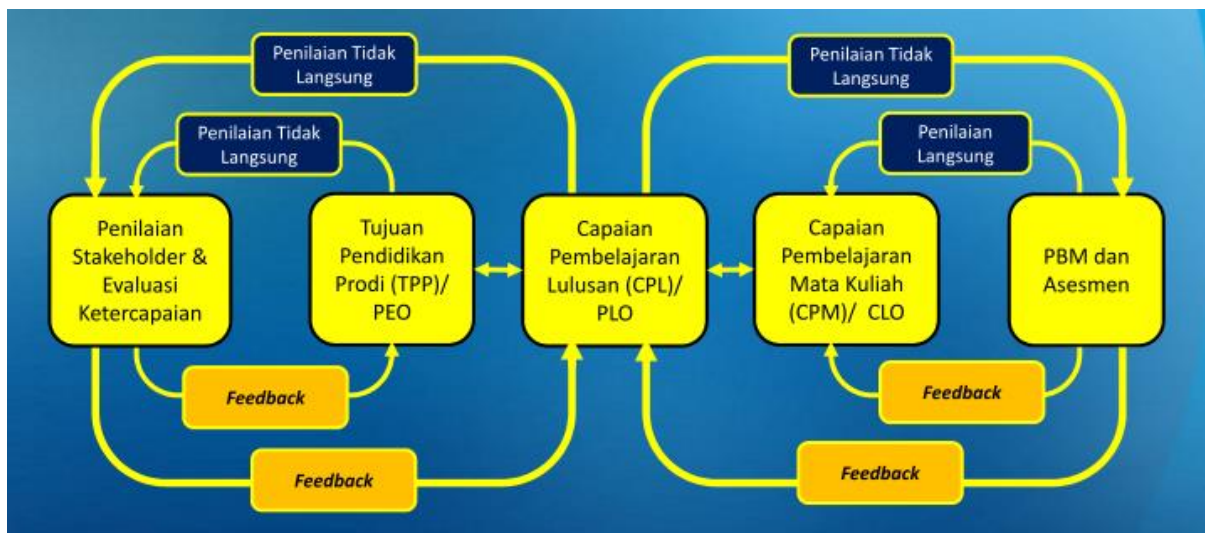 Penilaian Tidak
Langsung
Penilaian Tidak
Langsung
Penilaian Tidak
Langsung
Penilaian
Langsung
Penilaian
Stakeholder &
Evaluasi
Ketercapaian
Tujuan
Pendidikan
Prodi (TPP)/
PEO
Capaian
Pembelajaran
Lulusan (CPL)/
PLO
Capaian
Pembelajaran
Mata Kuliah
(CPM)/ CLO
PBM dan
Asesmen
Feedback
Feedback
Feedback
Feedback